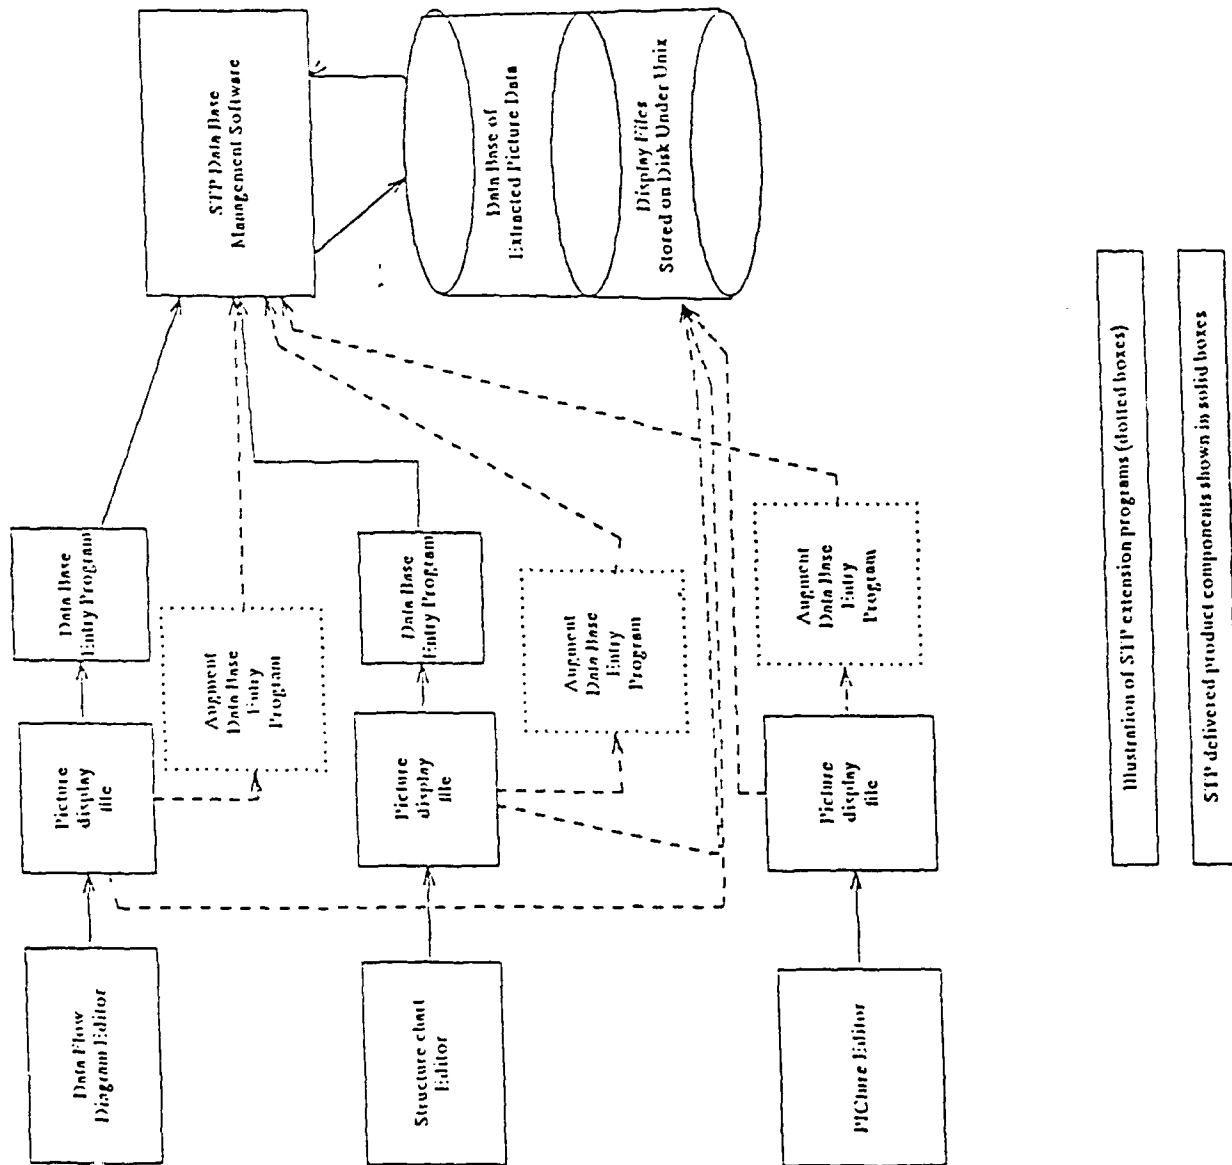 STP Data Base
Management Software
Data Base of
Extracted Picture Data
Display Files
Stored on Disk Under Unix
Data Base
Entry Program
Augment
Data Base
Entry
Program
Data Base
Entry Program
Augment
Data Base
Entry
Program
Augment
Data Base
Entry
Program
Picture
display
file
Picture
display
file
Picture
display
file
Data Flow
Diagram Editor
Structure chart
Editor
PICture Editor
Illustration of STP extension programs (dotted boxes)
STP delivered product components shown in solid boxes